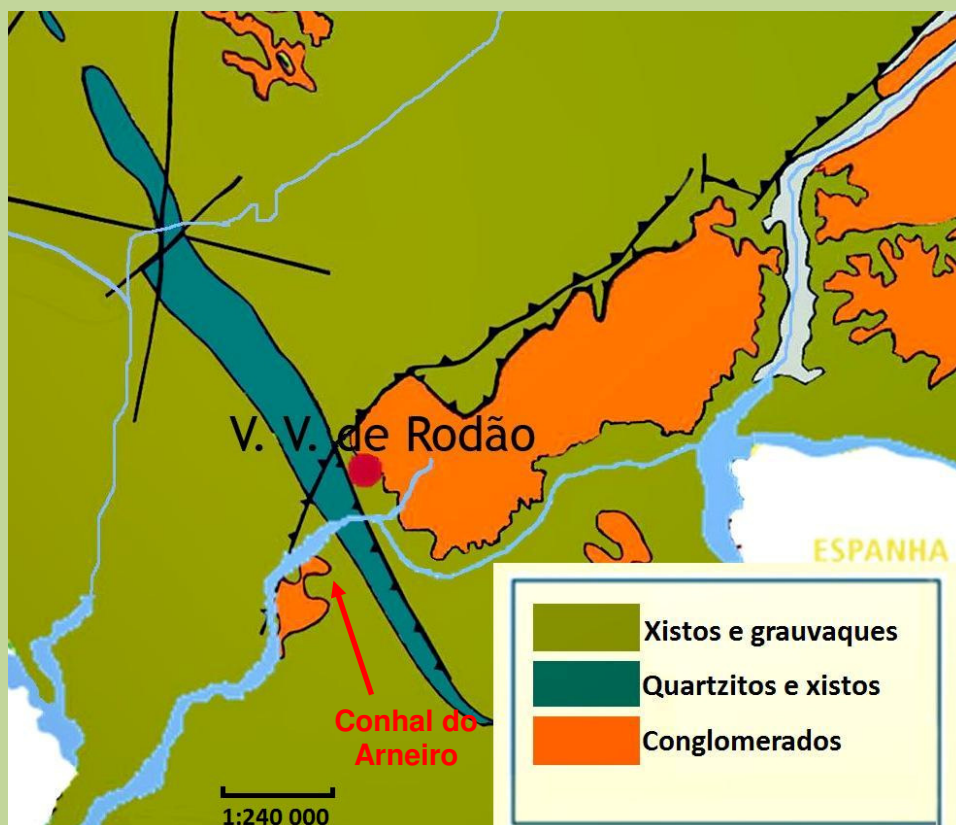 V. V. de Rodão
ESPANHA
Xistos e grauvaques
Quartzitos e xistos
Conglomerados
Conhal do
Arneiro
1:240 000